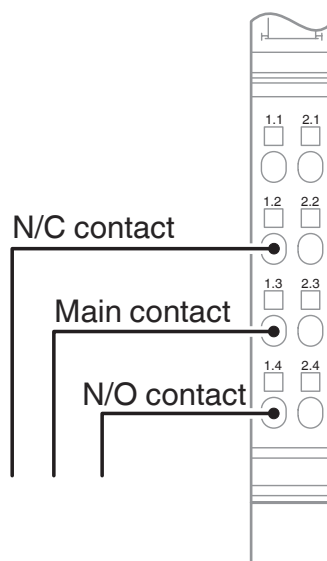 1.1 2.1
1.2 2.2
N/C contact
1.3 2.3
Main contact
1.4 2.4
N/O contact